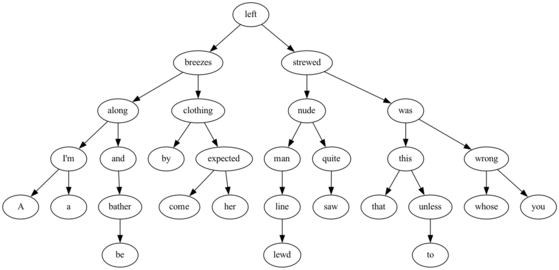 left
breezes strewed
along clothing nude was
I'm and by expected man quite this wrong
A a bather come her line saw that unless whose you
be lewd to